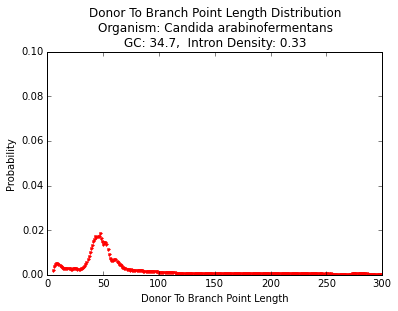 Donor To Branch Point Length Distribution
Organism: Candida arabinofermentans
GC: 34.7,  Intron Density: 0.33
0.10
0.08
0.06
0.04
0.02
0.00
Probability
0 50 100 150 200 250 300
Donor To Branch Point Length